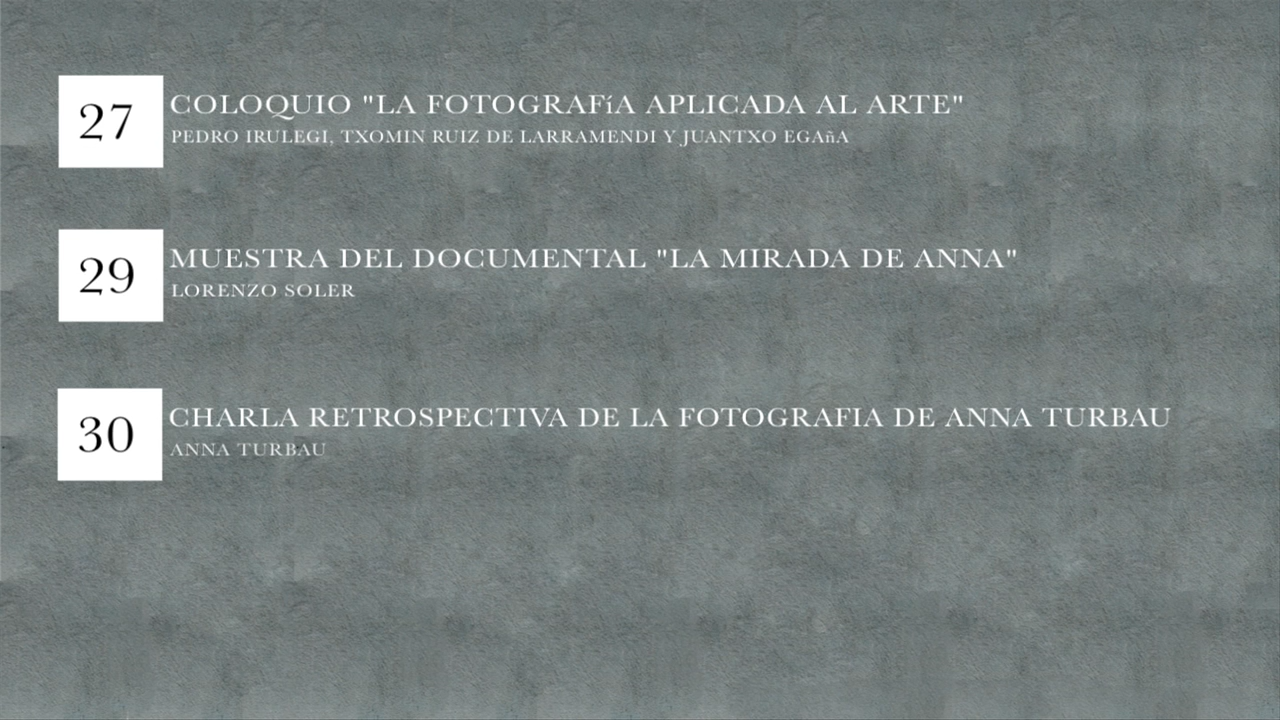 27
COLOQUIO "LA FOTOGRAFíA APLICADA AL ARTE"
PEDRO IRULEGI, TXOMIN RUIZ DE LARRAMENDI Y JUANTXO EGAñA
29
MUESTRA DEL DOCUMENTAL "LA MIRADA DE ANNA"
LORENZO SOLER
30
CHARLA RETROSPECTIVA DE LA FOTOGRAFIA DE ANNA TURBAU
ANNA TURBAU